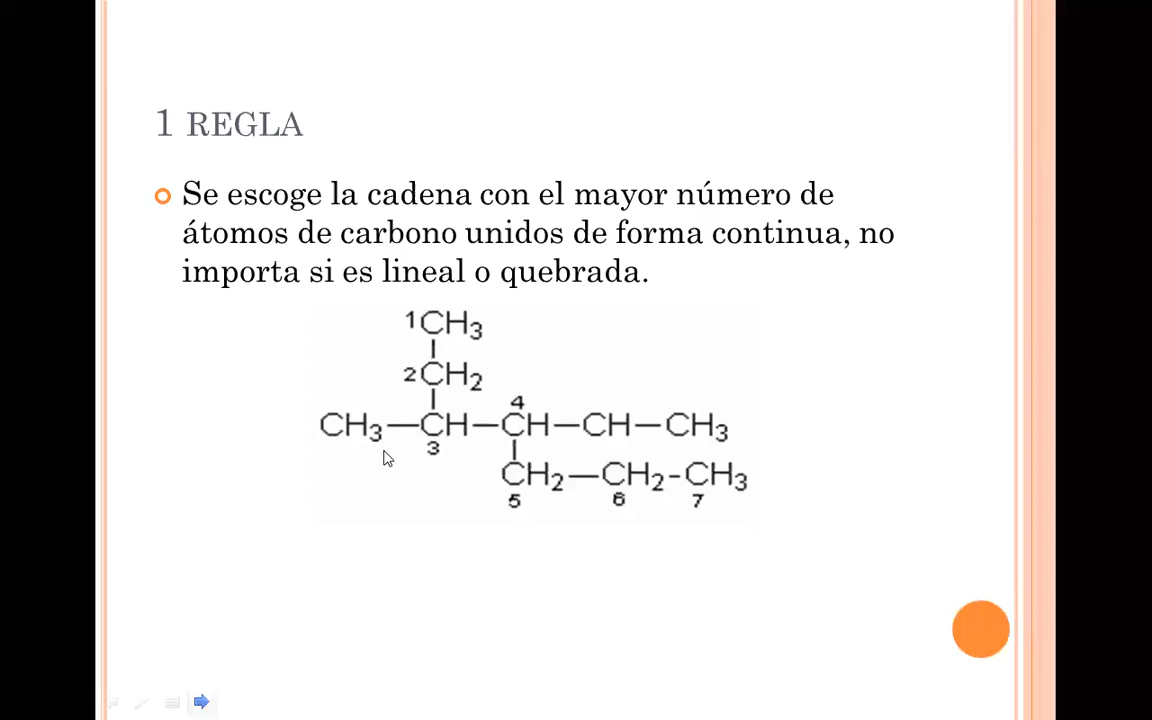 1 REGLA
Se escoge la cadena con el mayor número de
átomos de carbono unidos de forma continua, no
importa si es lineal o quebrada.
1CH3
2CH2
4
CH3—CH—CH—CH—CH3
3
CH2—CH2-CH3
5 6 7